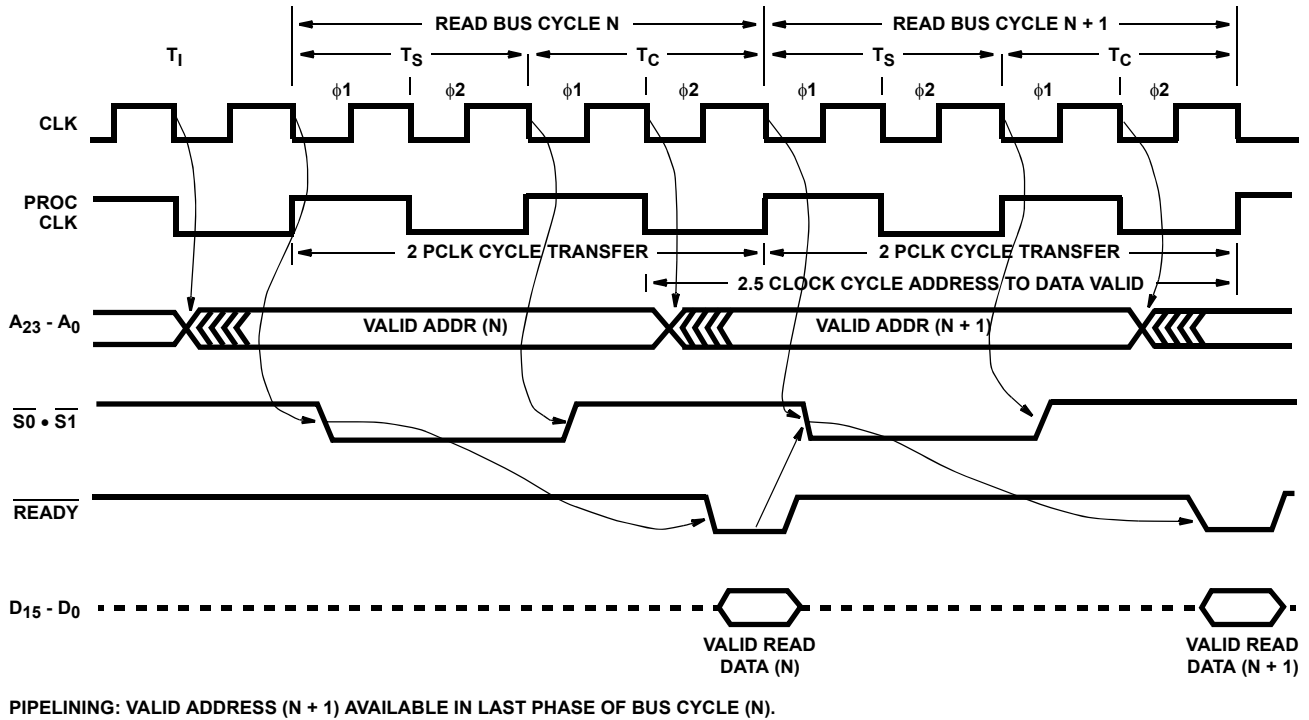 READ BUS CYCLE N READ BUS CYCLE N + 1
TI TS TC TS TC
ϕ1 ϕ2 ϕ1 ϕ2 ϕ1 ϕ2 ϕ1 ϕ2
CLK
PROC
CLK
2 PCLK CYCLE TRANSFER 2 PCLK CYCLE TRANSFER
2.5 CLOCK CYCLE ADDRESS TO DATA VALID
A23 - A0 VALID ADDR (N) VALID ADDR (N + 1)
S0 • S1
READY
D15 - D0
VALID READ
DATA (N)
VALID READ
DATA (N + 1)
PIPELINING: VALID ADDRESS (N + 1) AVAILABLE IN LAST PHASE OF BUS CYCLE (N).